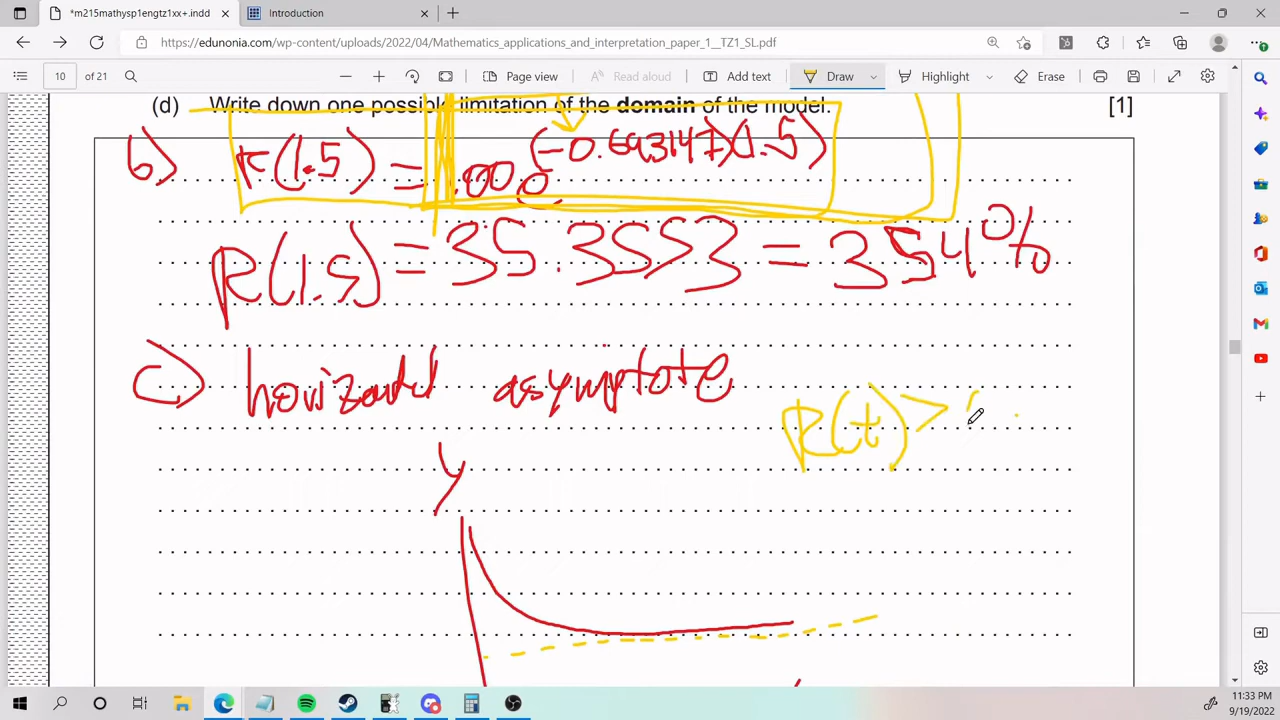 *m215mathysp1engtz1xx+.indd
Introduction
https://edunonia.com/wp-content/uploads/2022/04/Mathematics_applications_and_interpretation_paper_1__TZ1_SL.pdf
10 of 21
Page view
Read aloud
Add text
Draw
Highlight
Erase
(d) Write down one possible limitation of the domain of the model. [1]
b) R(1.5) = 100e^(-0.693147)(1.5)
R(1.5) = 35.3553 = 35.4%
c) horizontal asymptote
R(t) >
y
11:33 PM
9/19/2022